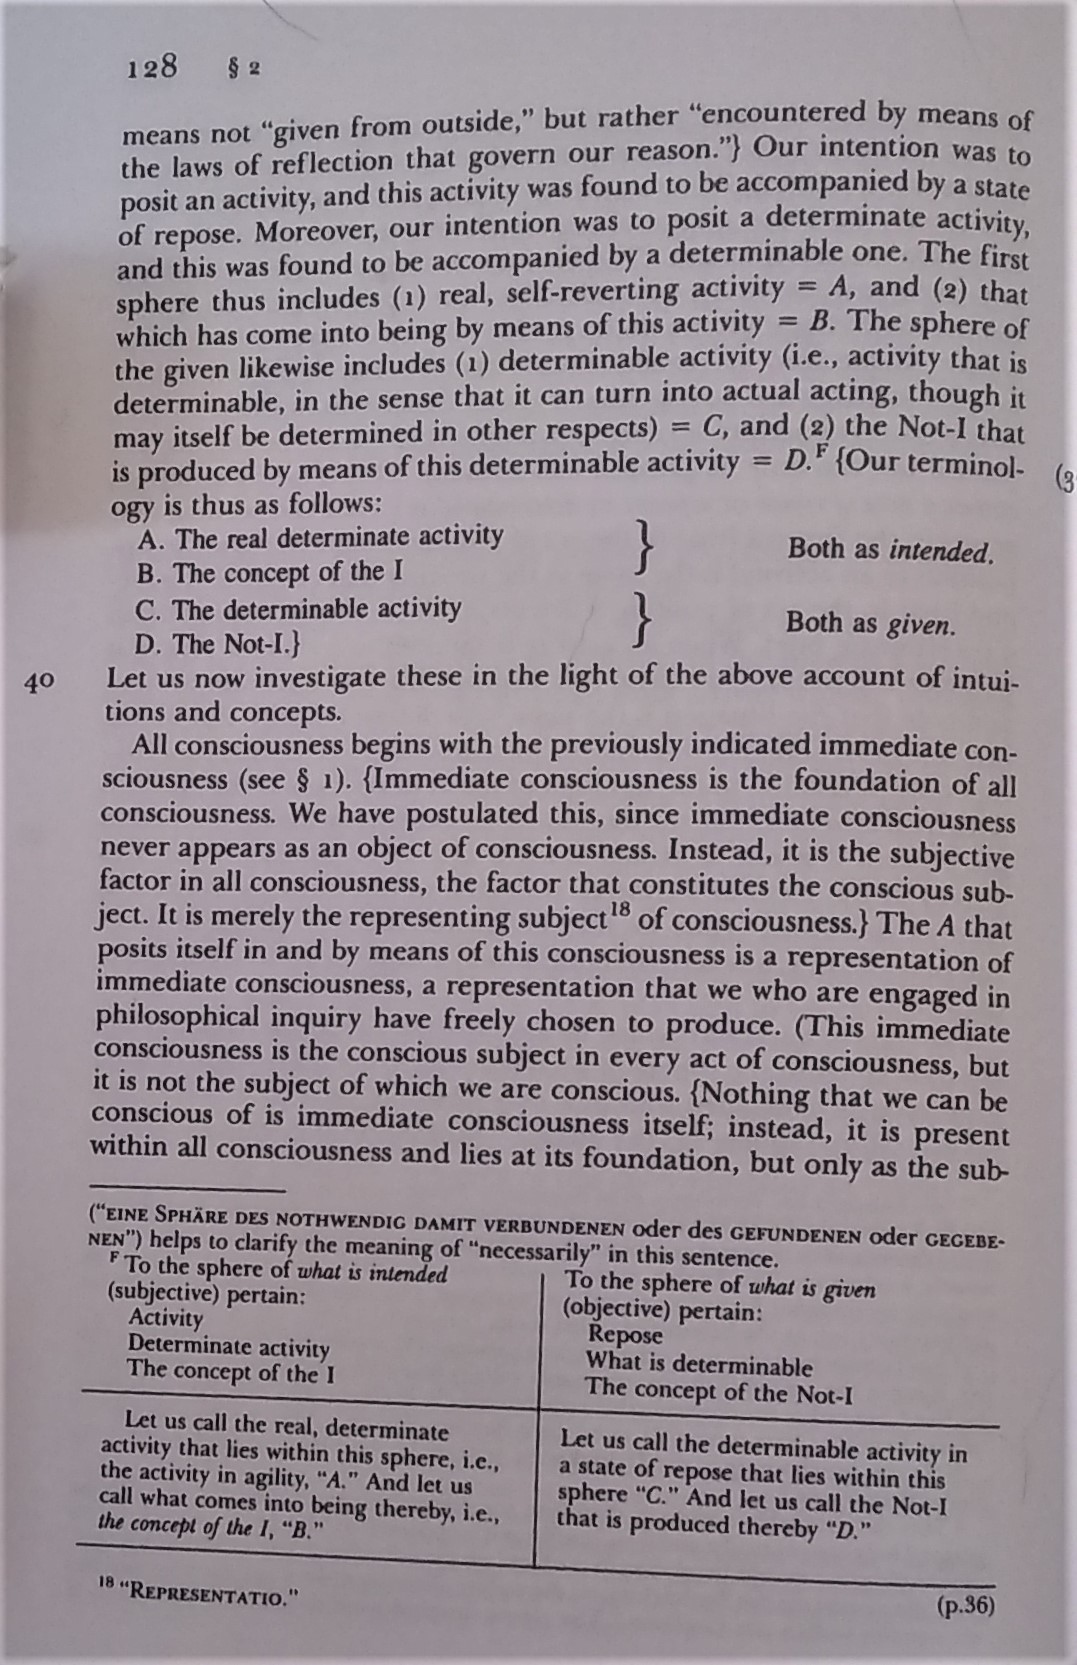 128 § 2
means not “given from outside,” but rather “encountered by means of
the laws of reflection that govern our reason.”} Our intention was to
posit an activity, and this activity was found to be accompanied by a state
of repose. Moreover, our intention was to posit a determinate activity,
and this was found to be accompanied by a determinable one. The first
sphere thus includes (1) real, self-reverting activity = A, and (2) that
which has come into being by means of this activity = B. The sphere of
the given likewise includes (1) determinable activity (i.e., activity that is
determinable, in the sense that it can turn into actual acting, though it
may itself be determined in other respects) = C, and (2) the Not-I that
is produced by means of this determinable activity = D.F {Our terminol-
(3
ogy is thus as follows:
A. The real determinate activity
B. The concept of the I
} Both as intended.
C. The determinable activity
D. The Not-I.}
} Both as given.
40 Let us now investigate these in the light of the above account of intui-
tions and concepts.
All consciousness begins with the previously indicated immediate con-
sciousness (see § 1). {Immediate consciousness is the foundation of all
consciousness. We have postulated this, since immediate consciousness
never appears as an object of consciousness. Instead, it is the subjective
factor in all consciousness, the factor that constitutes the conscious sub-
ject. It is merely the representing subject18 of consciousness.} The A that
posits itself in and by means of this consciousness is a representation of
immediate consciousness, a representation that we who are engaged in
philosophical inquiry have freely chosen to produce. (This immediate
consciousness is the conscious subject in every act of consciousness, but
it is not the subject of which we are conscious. {Nothing that we can be
conscious of is immediate consciousness itself; instead, it is present
within all consciousness and lies at its foundation, but only as the sub-
(“EINE SPHÄRE DES NOTHWENDIG DAMIT VERBUNDENEN oder des GEFUNDENEN oder GEGEBE-
NEN”) helps to clarify the meaning of “necessarily” in this sentence.
F To the sphere of what is intended
(subjective) pertain:
Activity
Determinate activity
The concept of the I
To the sphere of what is given
(objective) pertain:
Repose
What is determinable
The concept of the Not-I
Let us call the real, determinate
activity that lies within this sphere, i.e.,
the activity in agility, “A.” And let us
call what comes into being thereby, i.e.,
the concept of the I, “B.”
Let us call the determinable activity in
a state of repose that lies within this
sphere “C.” And let us call the Not-I
that is produced thereby “D.”
18 “REPRESENTATIO.”
(p.36)